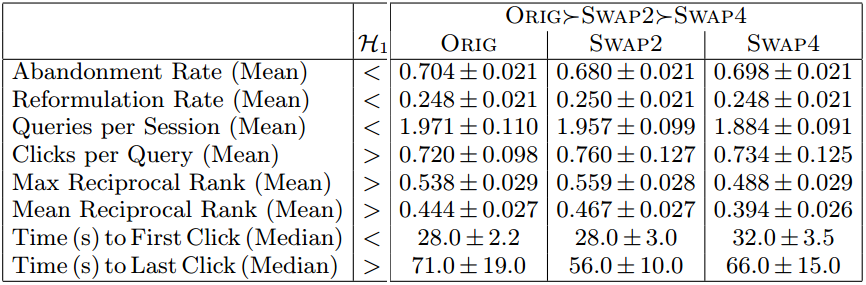 ORIG≻SWAP2≻SWAP4
H₁ ORIG SWAP2 SWAP4
Abandonment Rate (Mean) < 0.704 ± 0.021 0.680 ± 0.021 0.698 ± 0.021
Reformulation Rate (Mean) < 0.248 ± 0.021 0.250 ± 0.021 0.248 ± 0.021
Queries per Session (Mean) < 1.971 ± 0.110 1.957 ± 0.099 1.884 ± 0.091
Clicks per Query (Mean) > 0.720 ± 0.098 0.760 ± 0.127 0.734 ± 0.125
Max Reciprocal Rank (Mean) > 0.538 ± 0.029 0.559 ± 0.028 0.488 ± 0.029
Mean Reciprocal Rank (Mean) > 0.444 ± 0.027 0.467 ± 0.027 0.394 ± 0.026
Time (s) to First Click (Median) < 28.0 ± 2.2 28.0 ± 3.0 32.0 ± 3.5
Time (s) to Last Click (Median) > 71.0 ± 19.0 56.0 ± 10.0 66.0 ± 15.0